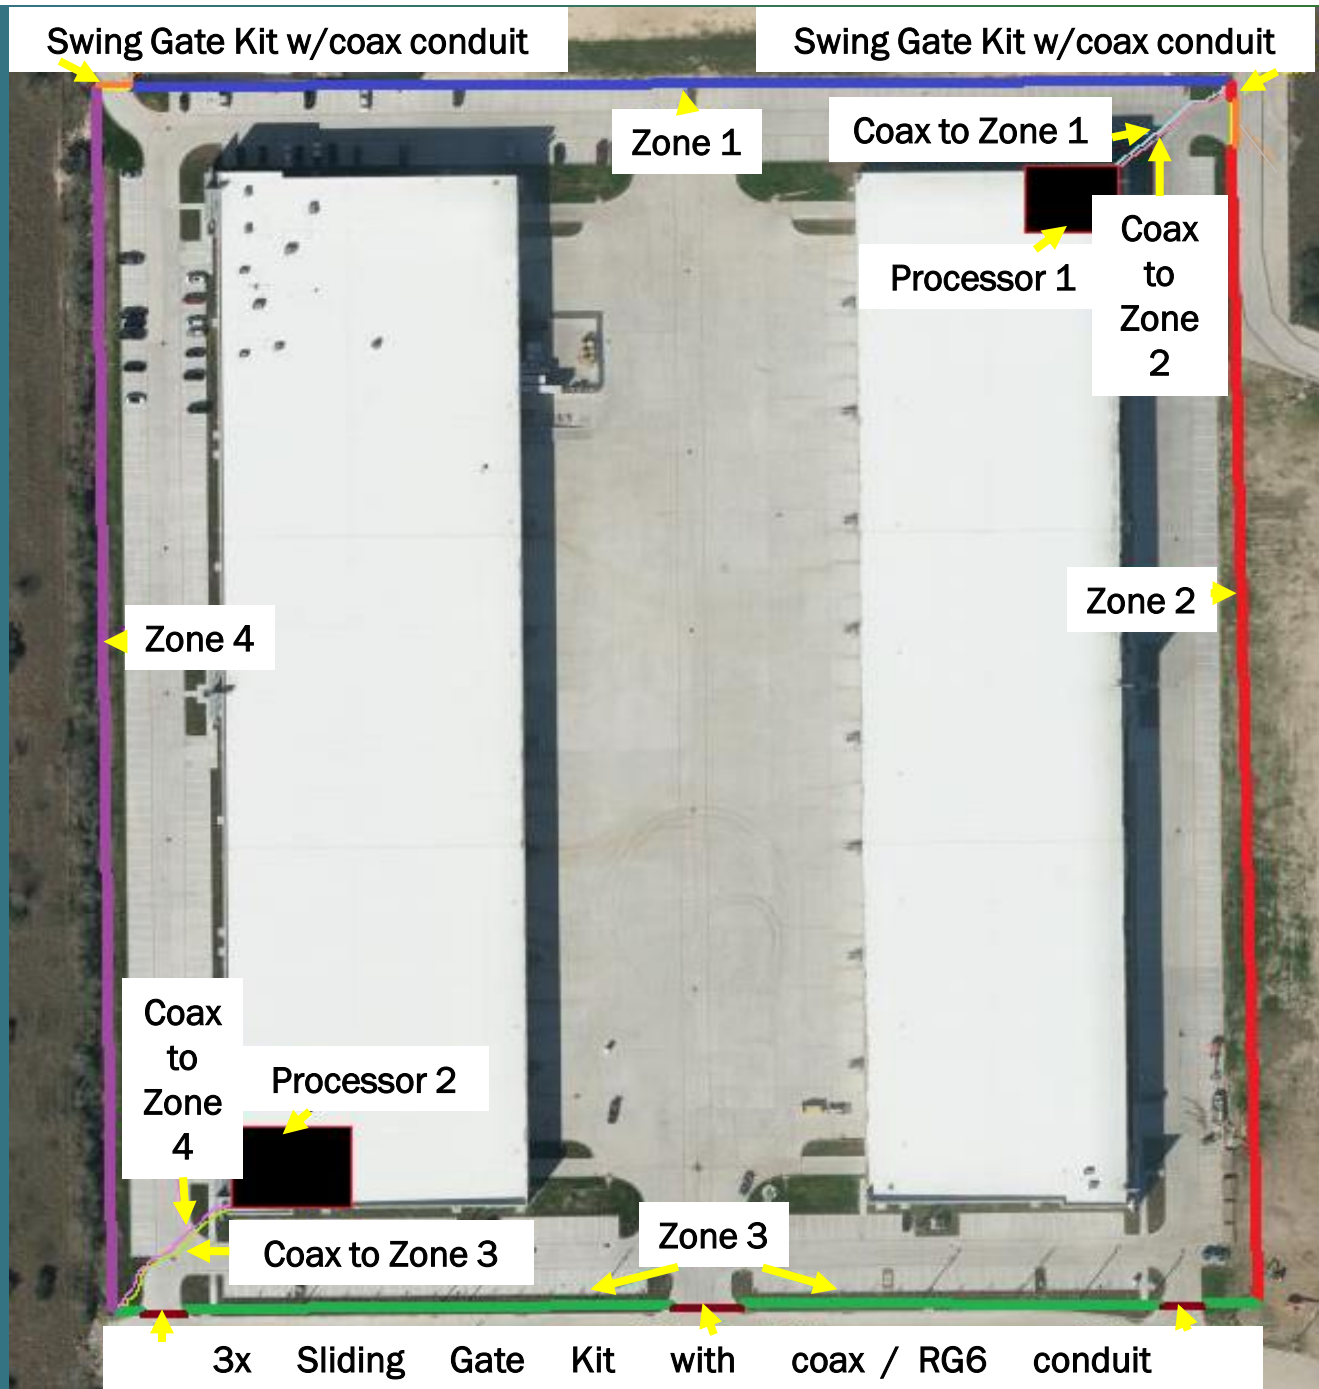 Swing Gate Kit w/coax conduit
Swing Gate Kit w/coax conduit
Zone 1
Coax to Zone 1
Coax
to
Zone
2
Processor 1
Zone 2
Zone 4
Coax
to
Zone
4
Processor 2
Zone 3
Coax to Zone 3
3x Sliding Gate Kit with coax / RG6 conduit